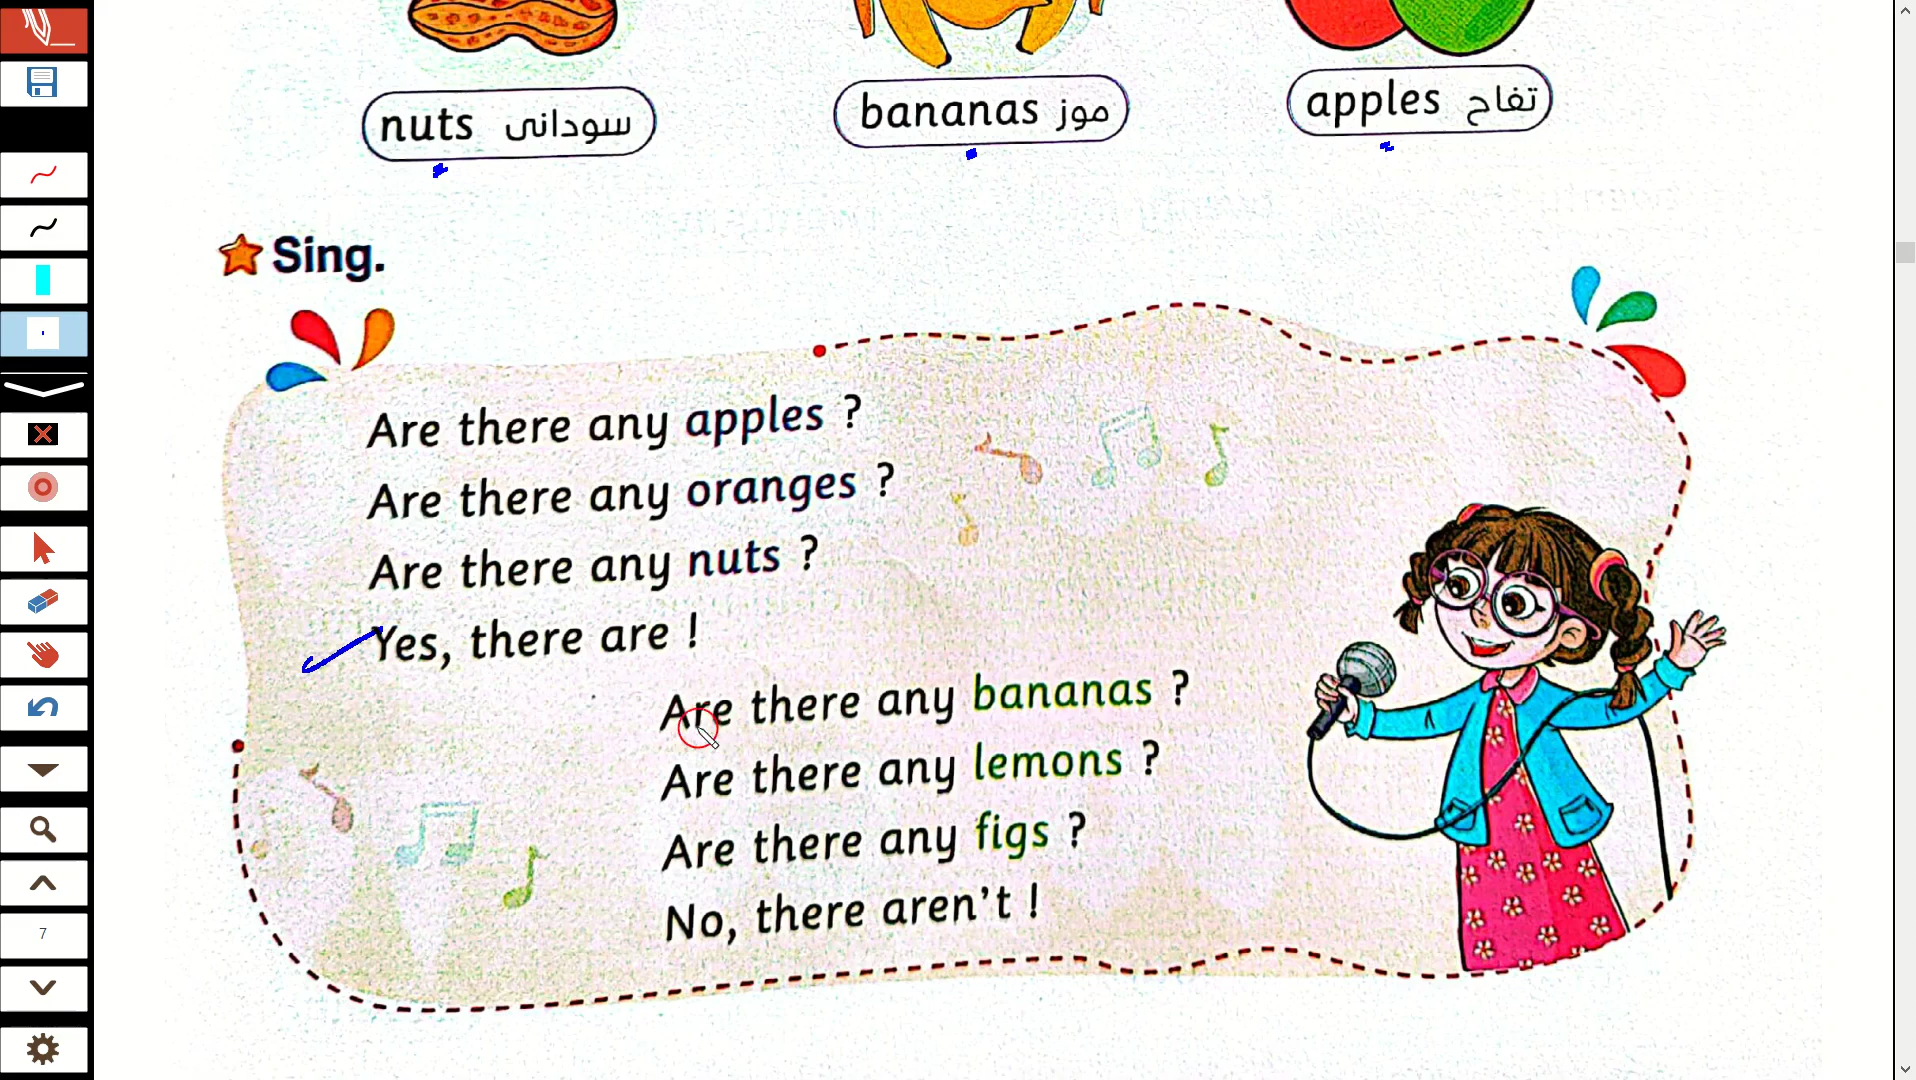 nuts سودانى
bananas موز
apples تفاح
Sing.
Are there any apples ?
Are there any oranges ?
Are there any nuts ?
Yes, there are !
Are there any bananas ?
Are there any lemons ?
Are there any figs ?
No, there aren't !
7